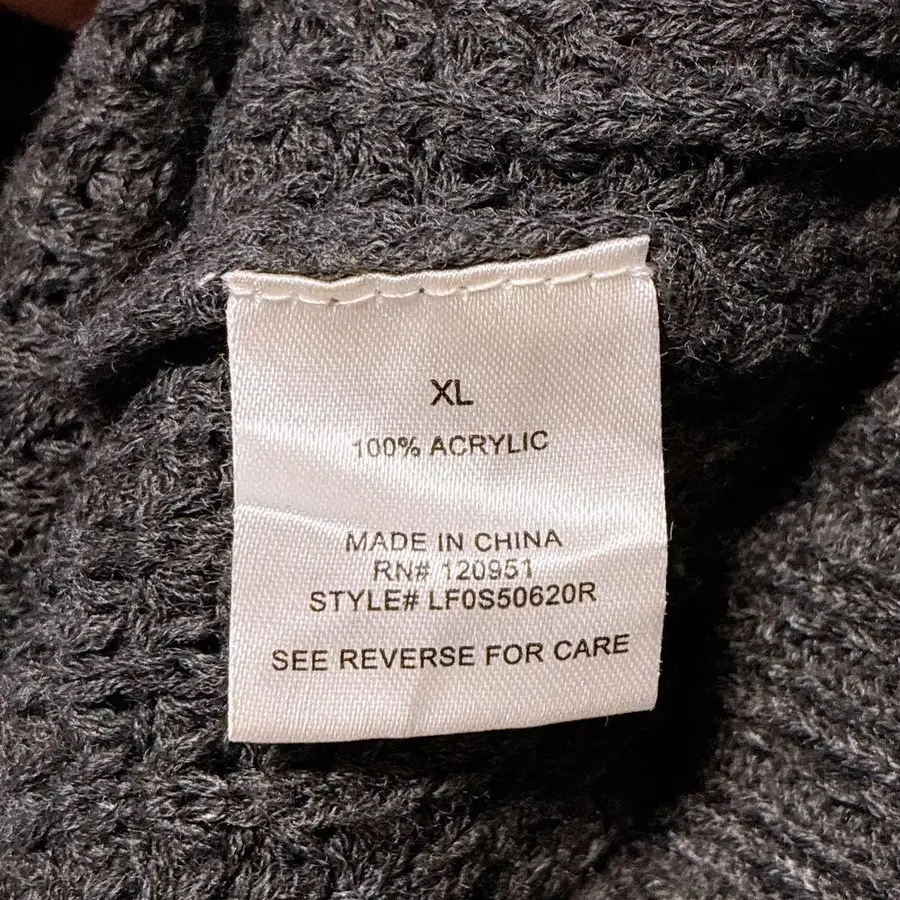 XL
100% ACRYLIC
MADE IN CHINA
RN# 120951
STYLE# LF0S50620R
SEE REVERSE FOR CARE